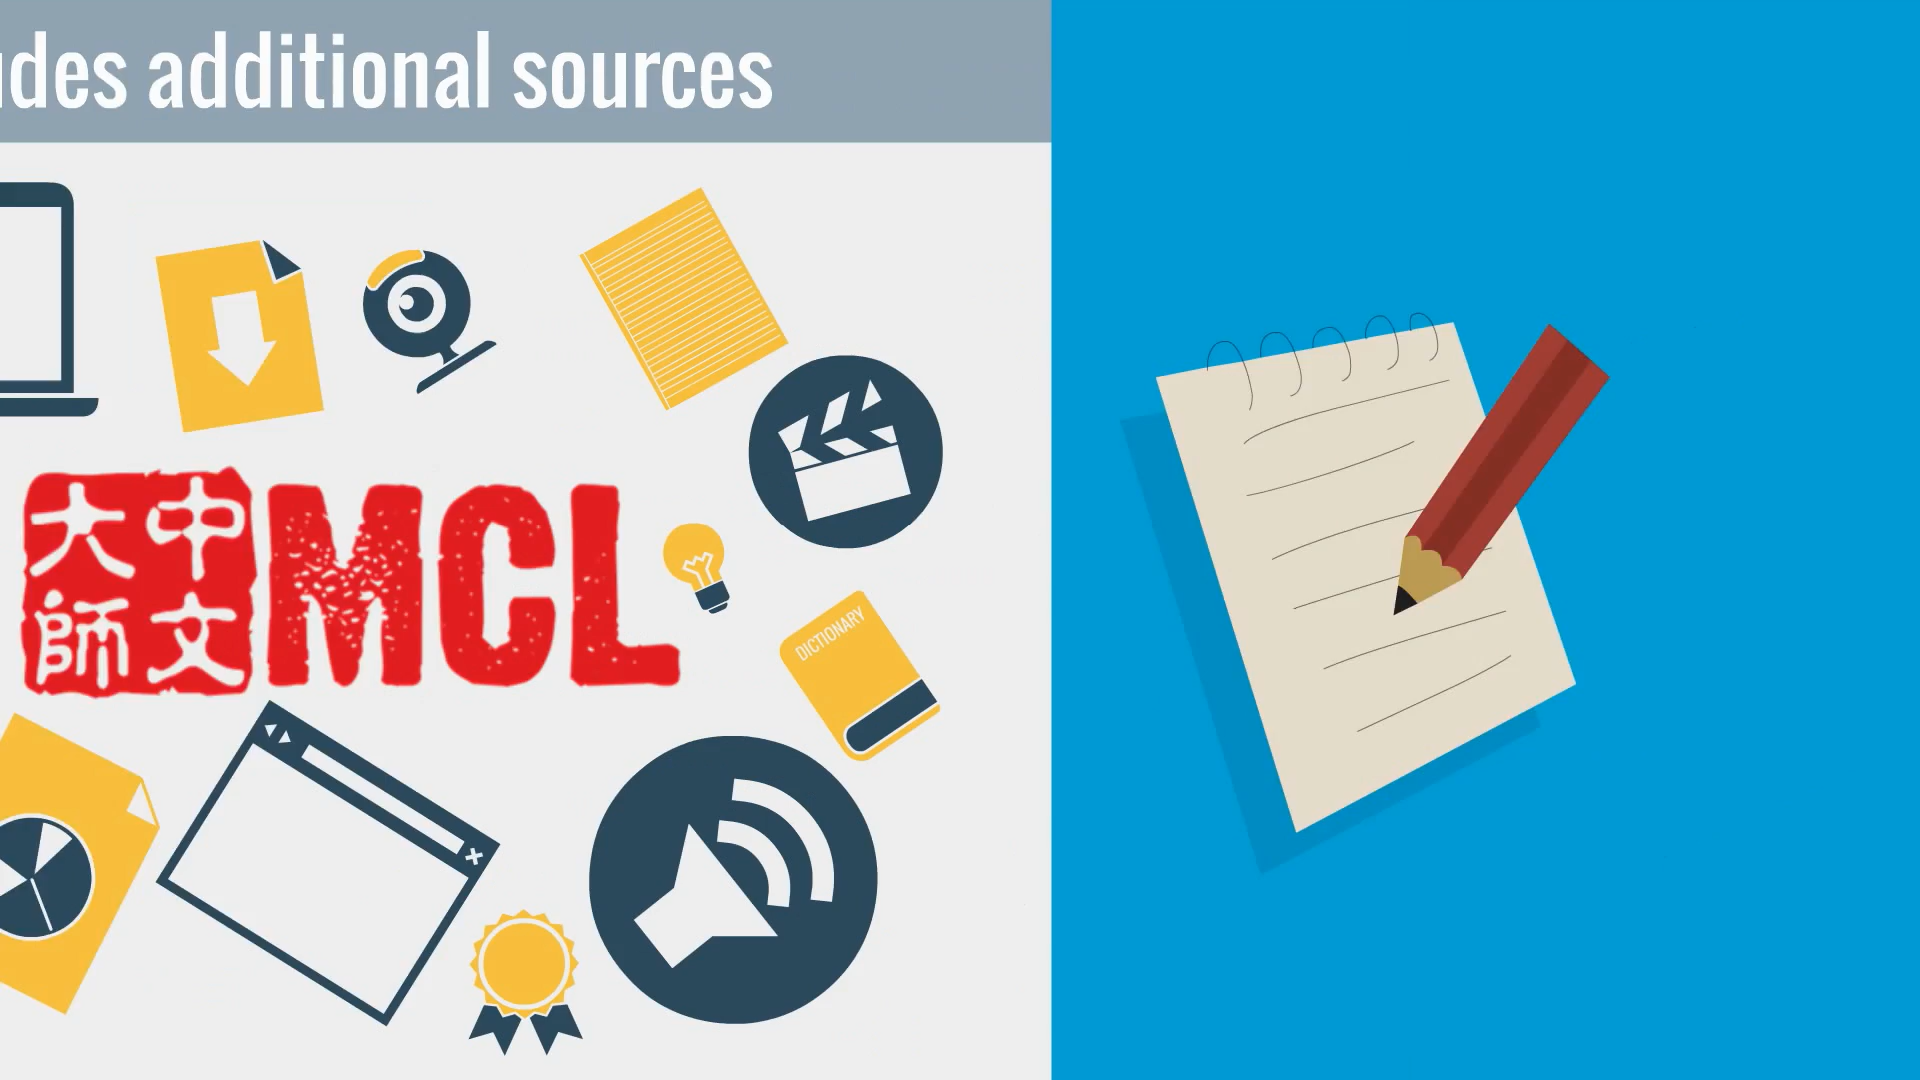 udes additional sources
大中
師文
MCL
DICTIONARY